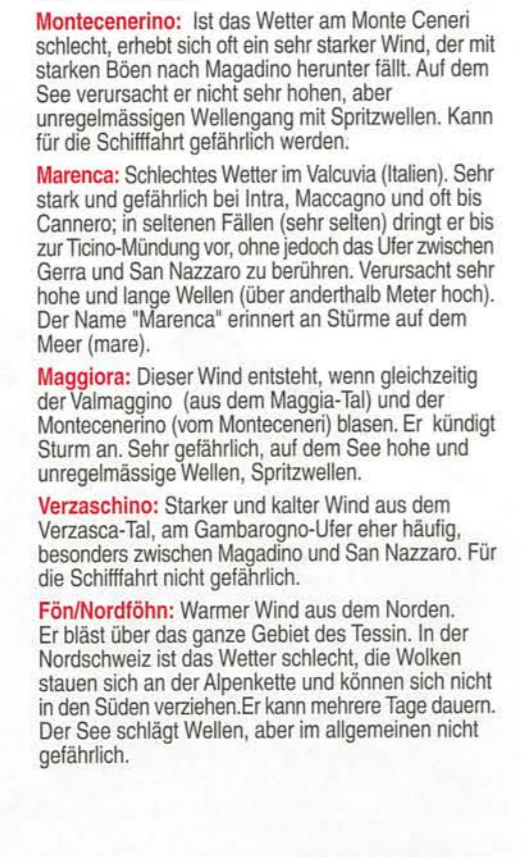 Montecenerino: Ist das Wetter am Monte Ceneri
schlecht, erhebt sich oft ein sehr starker Wind, der mit
starken Böen nach Magadino herunter fällt. Auf dem
See verursacht er nicht sehr hohen, aber
unregelmässigen Wellengang mit Spritzwellen. Kann
für die Schifffahrt gefährlich werden.
Marenca: Schlechtes Wetter im Valcuvia (Italien). Sehr
stark und gefährlich bei Intra, Maccagno und oft bis
Cannero; in seltenen Fällen (sehr selten) dringt er bis
zur Ticino-Mündung vor, ohne jedoch das Ufer zwischen
Gerra und San Nazzaro zu berühren. Verursacht sehr
hohe und lange Wellen (über anderthalb Meter hoch).
Der Name "Marenca" erinnert an Stürme auf dem
Meer (mare).
Maggiora: Dieser Wind entsteht, wenn gleichzeitig
der Valmaggino (aus dem Maggia-Tal) und der
Montecenerino (vom Monteceneri) blasen. Er kündigt
Sturm an. Sehr gefährlich, auf dem See hohe und
unregelmässige Wellen, Spritzwellen.
Verzaschino: Starker und kalter Wind aus dem
Verzasca-Tal, am Gambarogno-Ufer eher häufig,
besonders zwischen Magadino und San Nazzaro. Für
die Schifffahrt nicht gefährlich.
Fön/Nordföhn: Warmer Wind aus dem Norden.
Er bläst über das ganze Gebiet des Tessin. In der
Nordschweiz ist das Wetter schlecht, die Wolken
stauen sich an der Alpenkette und können sich nicht
in den Süden verziehen.Er kann mehrere Tage dauern.
Der See schlägt Wellen, aber im allgemeinen nicht
gefährlich.